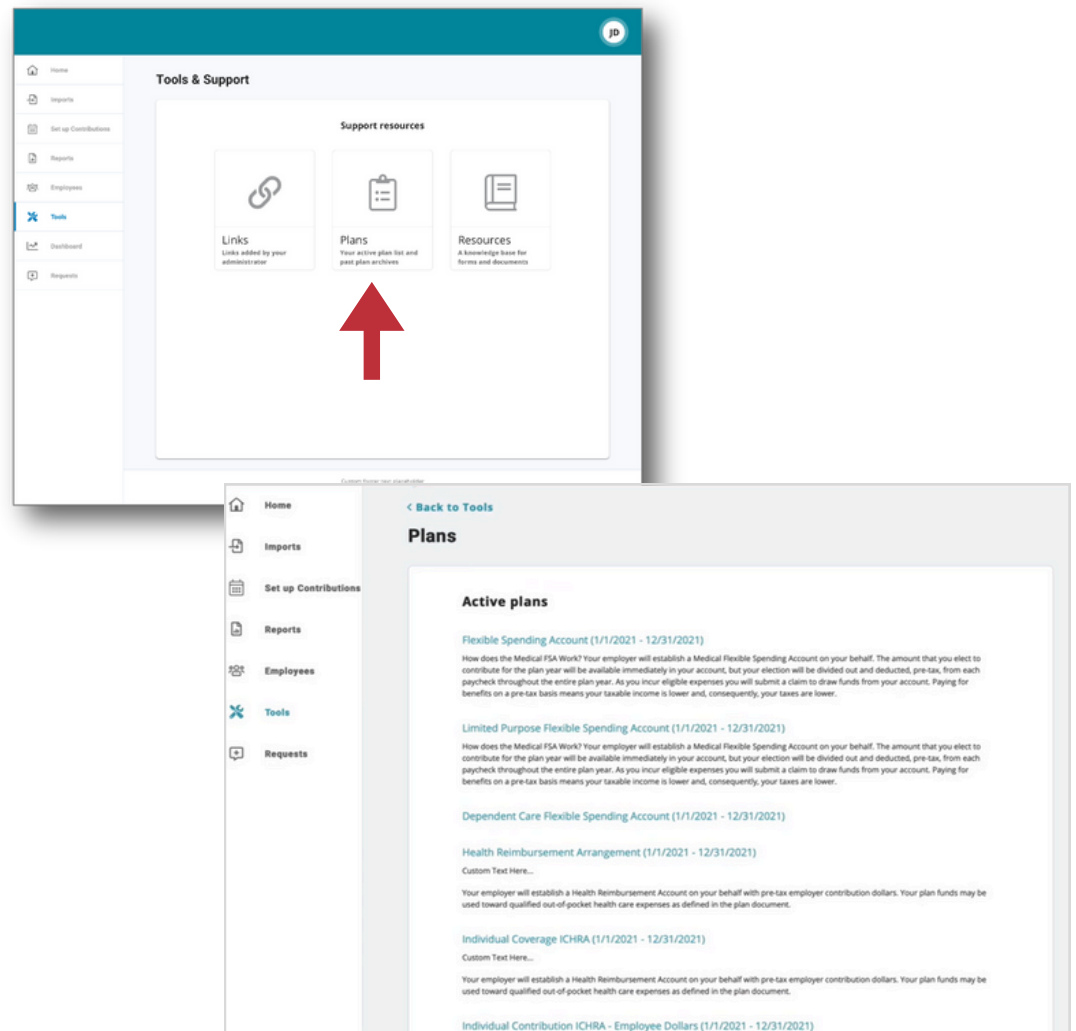 JD
Home
Imports
Set up Contributions
Reports
Employees
Tools
Dashboard
Requests
Tools & Support
Support resources
Links
Links added by your
administrator
Plans
Your active plan list and
past plan archives
Resources
A knowledge base for
forms and documents
Custom footer text placeholder
Home
Imports
Set up Contributions
Reports
Employees
Tools
Requests
< Back to Tools
Plans
Active plans
Flexible Spending Account (1/1/2021 - 12/31/2021)
How does the Medical FSA Work? Your employer will establish a Medical Flexible Spending Account on your behalf. The amount that you elect to
contribute for the plan year will be available immediately in your account, but your election will be divided out and deducted, pre-tax, from each
paycheck throughout the entire plan year. As you incur eligible expenses you will submit a claim to draw funds from your account. Paying for
benefits on a pre-tax basis means your taxable income is lower and, consequently, your taxes are lower.
Limited Purpose Flexible Spending Account (1/1/2021 - 12/31/2021)
How does the Medical FSA Work? Your employer will establish a Medical Flexible Spending Account on your behalf. The amount that you elect to
contribute for the plan year will be available immediately in your account, but your election will be divided out and deducted, pre-tax, from each
paycheck throughout the entire plan year. As you incur eligible expenses you will submit a claim to draw funds from your account. Paying for
benefits on a pre-tax basis means your taxable income is lower and, consequently, your taxes are lower.
Dependent Care Flexible Spending Account (1/1/2021 - 12/31/2021)
Health Reimbursement Arrangement (1/1/2021 - 12/31/2021)
Custom Text Here...
Your employer will establish a Health Reimbursement Account on your behalf with pre-tax employer contribution dollars. Your plan funds may be
used toward qualified out-of-pocket health care expenses as defined in the plan document.
Individual Coverage ICHRA (1/1/2021 - 12/31/2021)
Custom Text Here...
Your employer will establish a Health Reimbursement Account on your behalf with pre-tax employer contribution dollars. Your plan funds may be
used toward qualified out-of-pocket health care expenses as defined in the plan document.
Individual Contribution ICHRA - Employee Dollars (1/1/2021 - 12/31/2021)